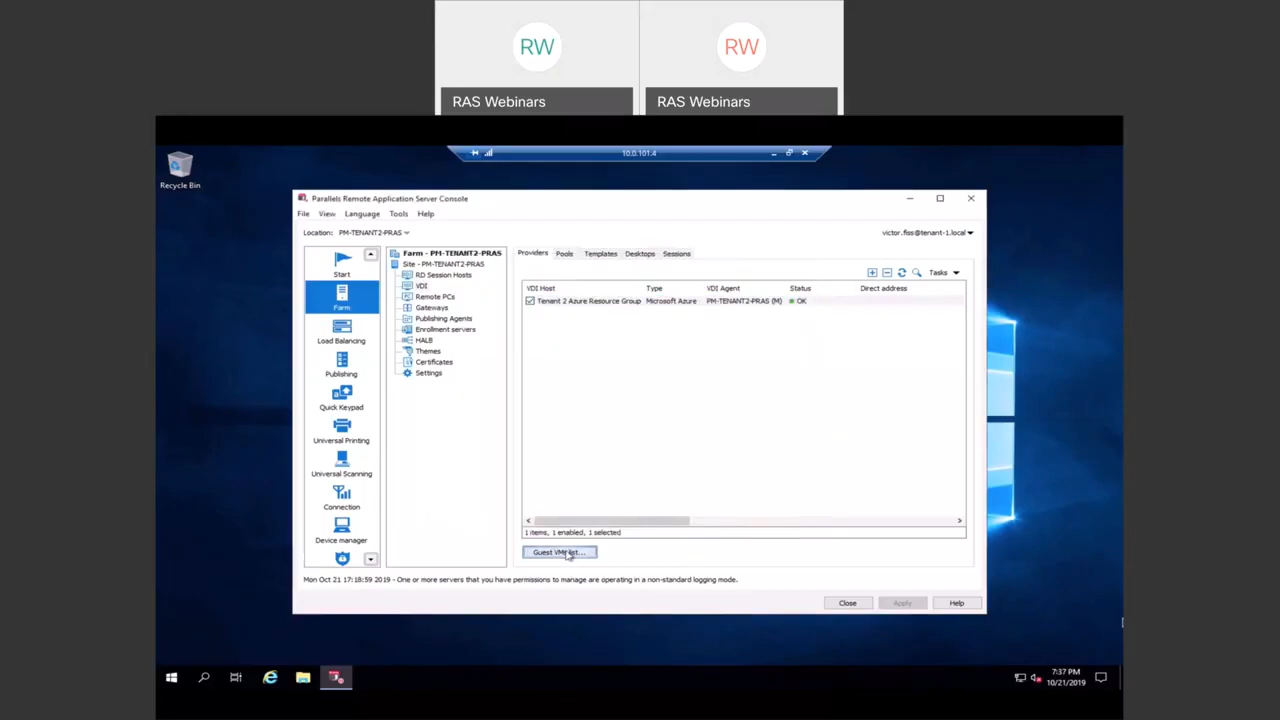 RW
RW
RAS Webinars
RAS Webinars
Recycle Bin
10.0.101.4
Parallels Remote Application Server Console
File View Language Tools Help
Location: PM-TENANT2-PRAS
victor.fiss@tenant-1.local
Start
Farm
Load Balancing
Publishing
Quick Keypad
Universal Printing
Universal Scanning
Connection
Device manager
Farm - PM-TENANT2-PRAS
Site - PM-TENANT2-PRAS
RD Session Hosts
VDI
Remote PCs
Gateways
Publishing Agents
Enrollment servers
HALB
Themes
Certificates
Settings
Providers Pools Templates Desktops Sessions
Tasks
VDI Host Type VDI Agent Status Direct address
Tenant 2 Azure Resource Group Microsoft Azure PM-TENANT2-PRAS (M) OK
1 items, 1 enabled, 1 selected
Guest VM list...
Mon Oct 21 17:18:59 2019 - One or more servers that you have permissions to manage are operating in a non-standard logging mode.
Close Apply Help
7:37 PM
10/21/2019